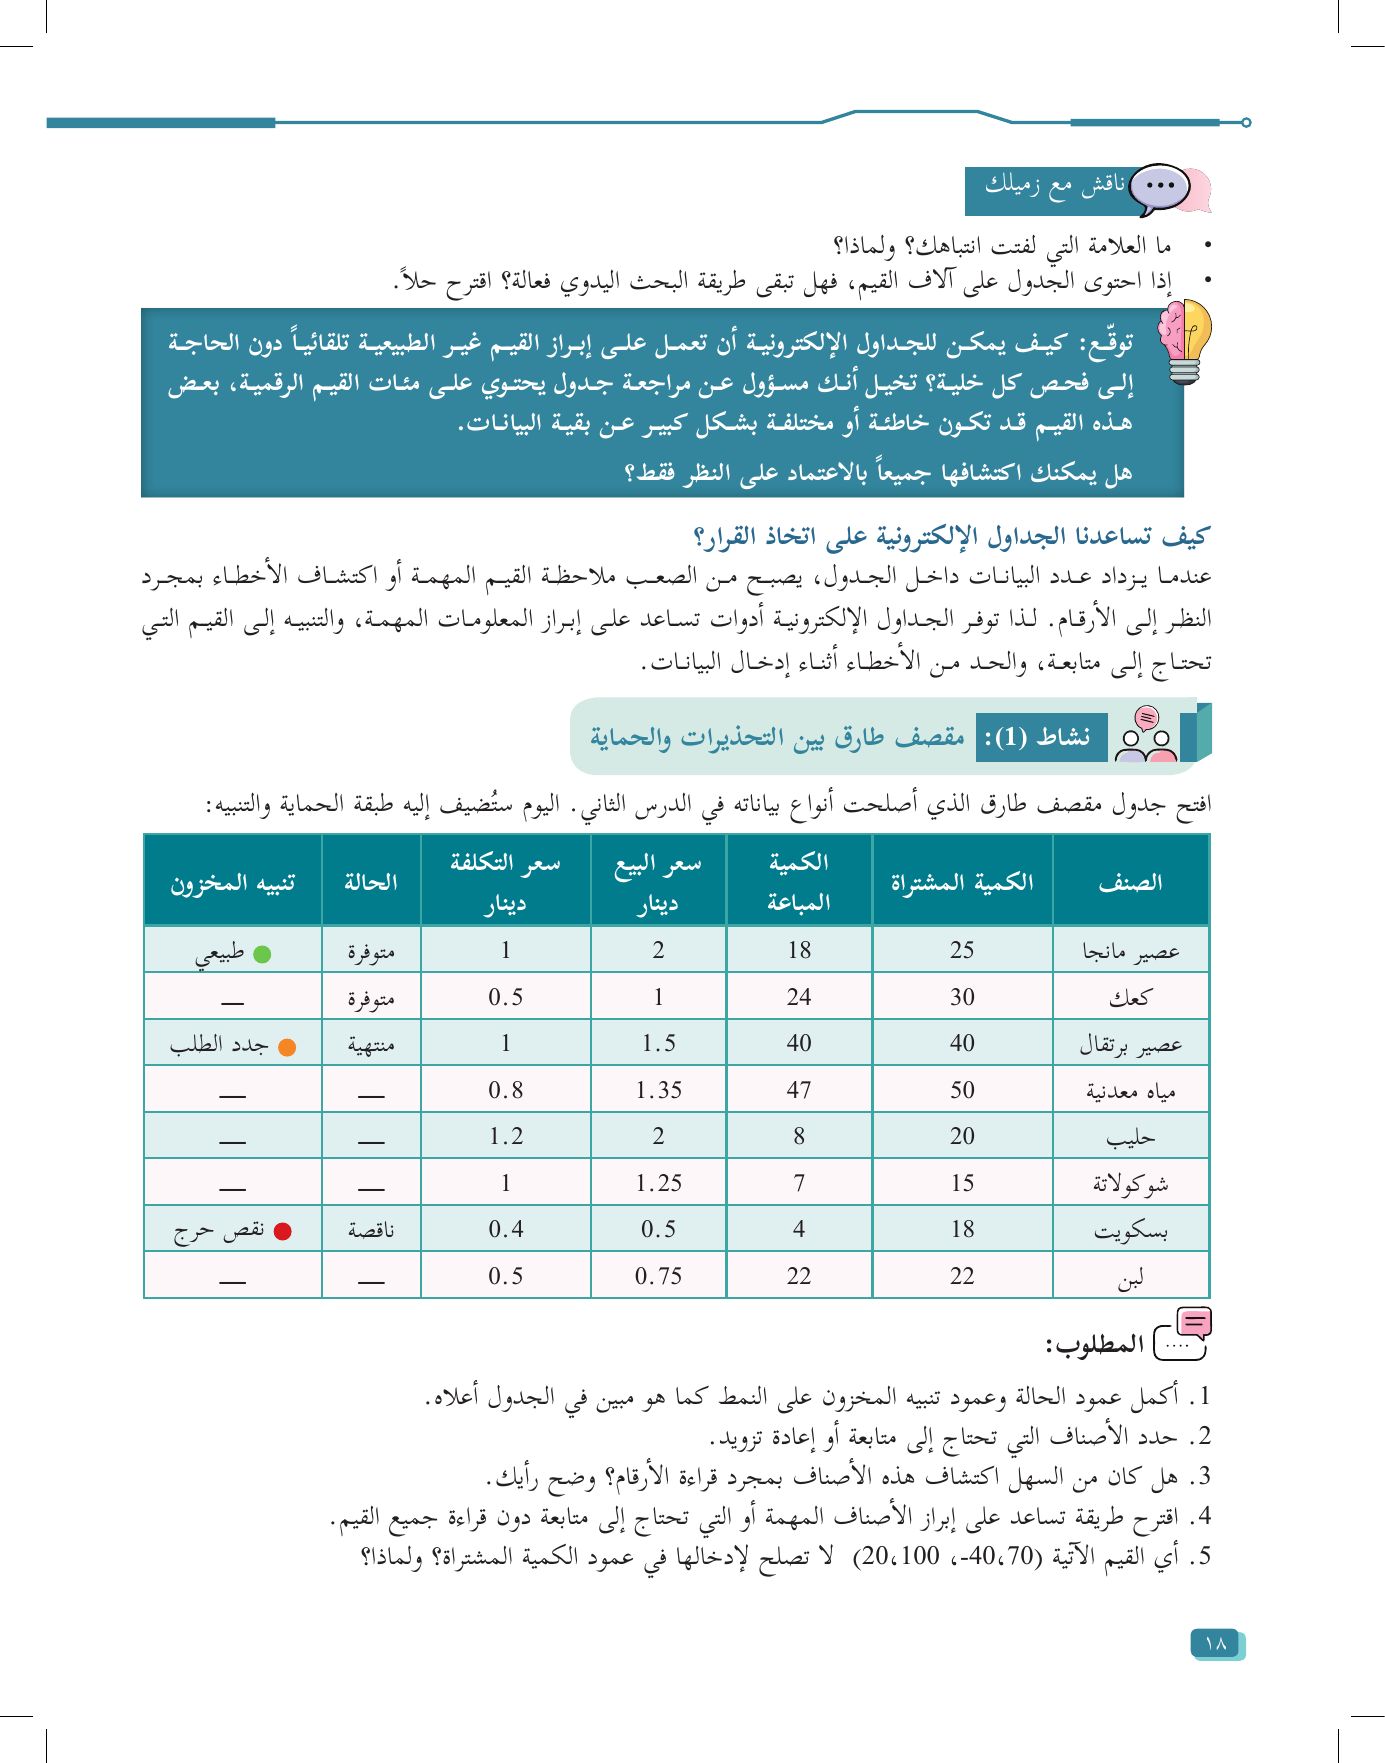 ناقش مع زميلك
• ما العلامة التي لفتت انتباهك؟ ولماذا؟
• إذا احتوى الجدول على آلاف القيم، فهل تبقى طريقة البحث اليدوي فعالة؟ اقترح حلاً.
توقّع: كيف يمكن للجداول الإلكترونية أن تعمل على إبراز القيم غير الطبيعية تلقائياً دون الحاجة
إلى فحص كل خلية؟ تخيل أنك مسؤول عن مراجعة جدول يحتوي على مئات القيم الرقمية، بعض
هذه القيم قد تكون خاطئة أو مختلفة بشكل كبير عن بقية البيانات.
هل يمكنك اكتشافها جميعاً بالاعتماد على النظر فقط؟
كيف تساعدنا الجداول الإلكترونية على اتخاذ القرار؟
عندما يزداد عدد البيانات داخل الجدول، يصبح من الصعب ملاحظة القيم المهمة أو اكتشاف الأخطاء بمجرد
النظر إلى الأرقام. لذا توفر الجداول الإلكترونية أدوات تساعد على إبراز المعلومات المهمة، والتنبيه إلى القيم التي
تحتاج إلى متابعة، والحد من الأخطاء أثناء إدخال البيانات.
نشاط (1): مقصف طارق بين التحذيرات والحماية
افتح جدول مقصف طارق الذي أصلحت أنواع بياناته في الدرس الثاني. اليوم ستُضيف إليه طبقة الحماية والتنبيه:
الصنف الكمية المشتراة الكمية المباعة سعر البيع دينار سعر التكلفة دينار الحالة تنبيه المخزون
عصير مانجا 25 18 2 1 متوفرة طبيعي
كعك 30 24 1 0.5 متوفرة —
عصير برتقال 40 40 1.5 1 منتهية جدد الطلب
مياه معدنية 50 47 1.35 0.8 — —
حليب 20 8 2 1.2 — —
شوكولاتة 15 7 1.25 1 — —
بسكويت 18 4 0.5 0.4 ناقصة نقص حرج
لبن 22 22 0.75 0.5 — —
المطلوب:
1. أكمل عمود الحالة وعمود تنبيه المخزون على النمط كما هو مبين في الجدول أعلاه.
2. حدد الأصناف التي تحتاج إلى متابعة أو إعادة تزويد.
3. هل كان من السهل اكتشاف هذه الأصناف بمجرد قراءة الأرقام؟ وضح رأيك.
4. اقترح طريقة تساعد على إبراز الأصناف المهمة أو التي تحتاج إلى متابعة دون قراءة جميع القيم.
5. أي القيم الآتية (70،40-، 100،20) لا تصلح لإدخالها في عمود الكمية المشتراة؟ ولماذا؟
١٨